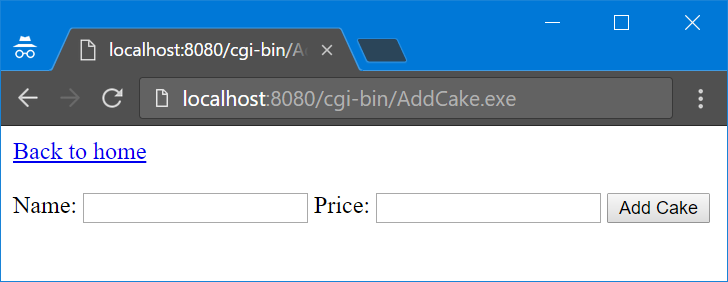 localhost:8080/cgi-bin/A
localhost:8080/cgi-bin/AddCake.exe
Back to home
Name: Price: Add Cake